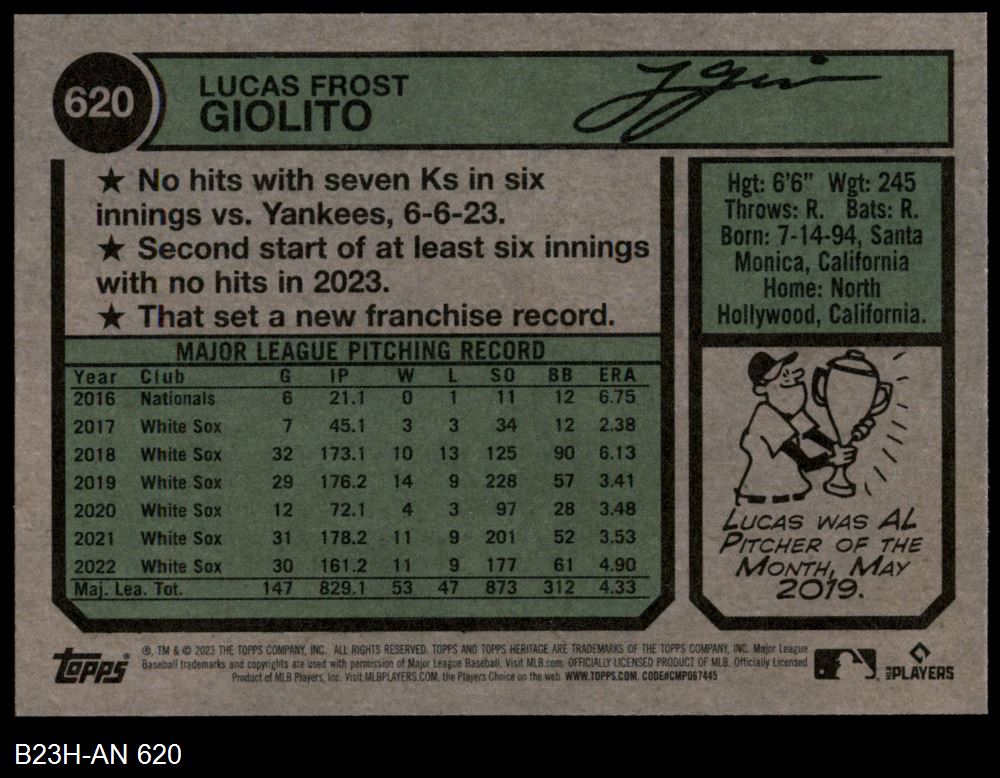 620
LUCAS FROST
GIOLITO
★ No hits with seven Ks in six
innings vs. Yankees, 6-6-23.
★ Second start of at least six innings
with no hits in 2023.
★ That set a new franchise record.
Hgt: 6'6" Wgt: 245
Throws: R. Bats: R.
Born: 7-14-94, Santa
Monica, California
Home: North
Hollywood, California.
MAJOR LEAGUE PITCHING RECORD
Year Club G IP W L SO BB ERA
2016 Nationals 6 21.1 0 1 11 12 6.75
2017 White Sox 7 45.1 3 3 34 12 2.38
2018 White Sox 32 173.1 10 13 125 90 6.13
2019 White Sox 29 176.2 14 9 228 57 3.41
2020 White Sox 12 72.1 4 3 97 28 3.48
2021 White Sox 31 178.2 11 9 201 52 3.53
2022 White Sox 30 161.2 11 9 177 61 4.90
Maj. Lea. Tot. 147 829.1 53 47 873 312 4.33
LUCAS WAS AL
PITCHER OF THE
MONTH, MAY
2019.
TOPPS®
®, TM & © 2023 THE TOPPS COMPANY, INC. ALL RIGHTS RESERVED. TOPPS AND TOPPS HERITAGE ARE TRADEMARKS OF THE TOPPS COMPANY, INC. Major League
Baseball trademarks and copyrights are used with permission of Major League Baseball. Visit MLB.com. OFFICIALLY LICENSED PRODUCT OF MLB. Officially Licensed
Product of MLB Players, Inc. Visit MLBPLAYERS.COM, the Players Choice on the web. WWW.TOPPS.COM. CODE#CMP067445
MLB PLAYERS
B23H-AN 620